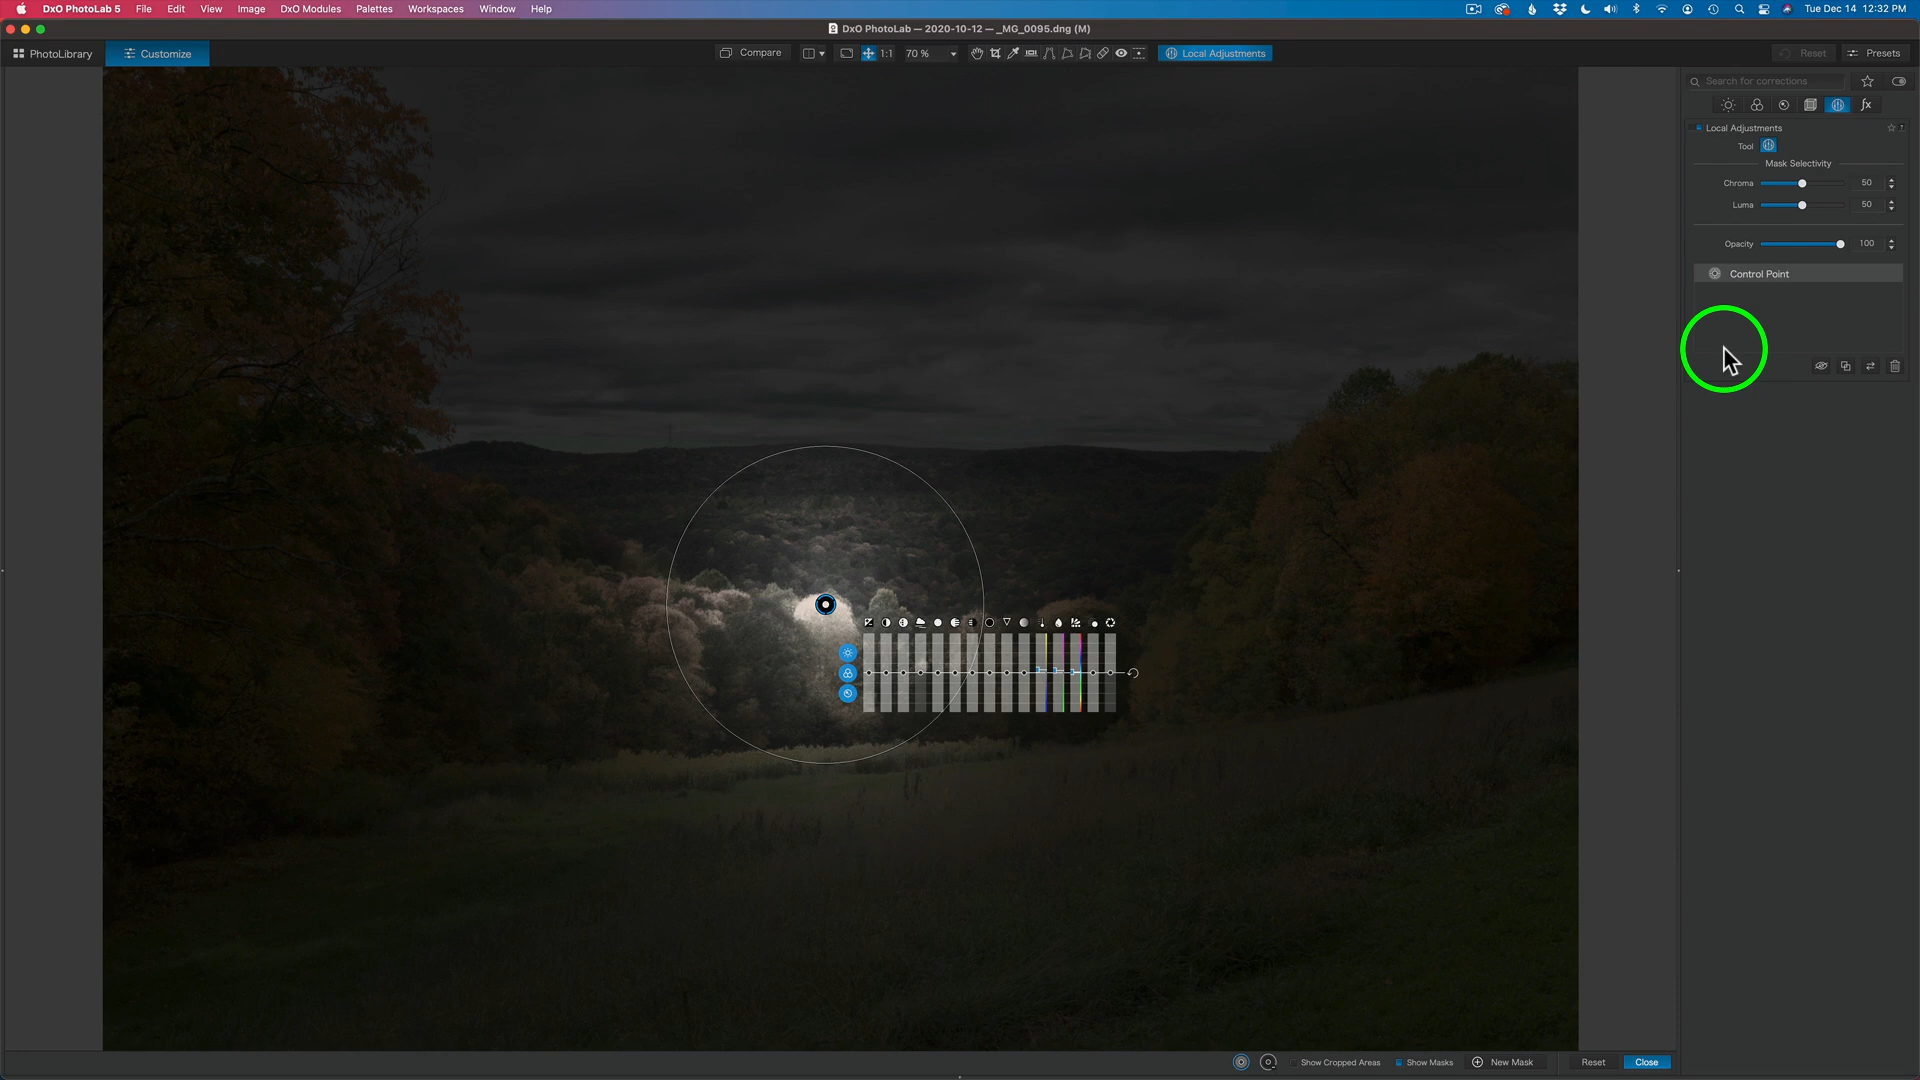 DxO PhotoLab 5 File Edit View Image DxO Modules Palettes Workspaces Window Help Tue Dec 14 12:32 PM
DxO PhotoLab — 2020-10-12 — _MG_0095.dng (M)
PhotoLibrary Customize Compare 1:1 70 % Local Adjustments Reset Presets
Search for corrections
fx
Local Adjustments
Tool
Mask Selectivity
Chroma 50
Luma 50
Opacity 100
Control Point
Show Cropped Areas Show Masks New Mask Reset Close